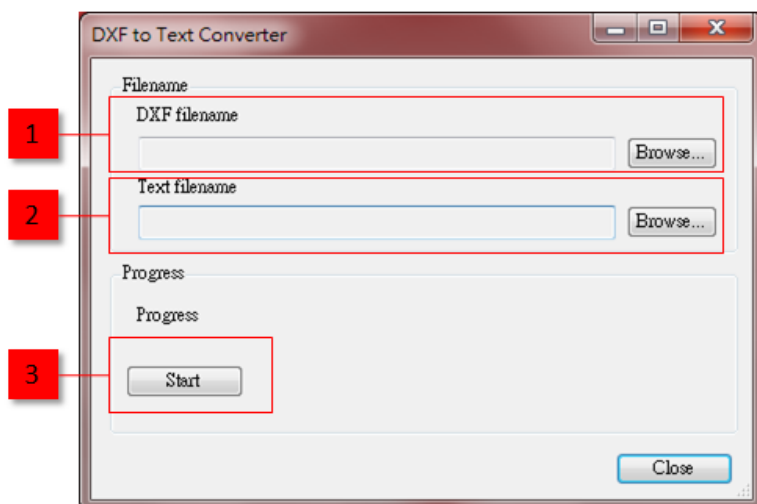 DXF to Text Converter
Filename
DXF filename
1
Browse...
Text filename
2
Browse...
Progress
Progress
3
Start
Close